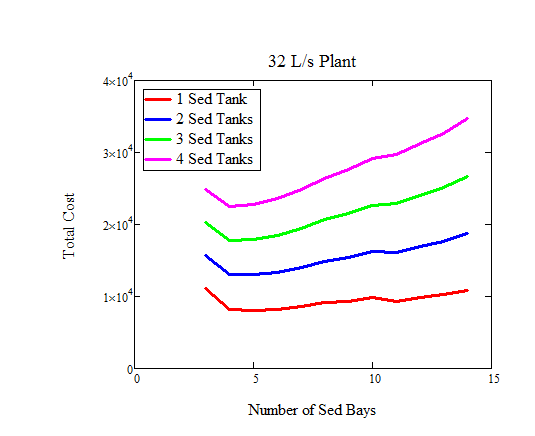 32 L/s Plant
4×10⁴
3×10⁴
2×10⁴
1×10⁴
0
1 Sed Tank
2 Sed Tanks
3 Sed Tanks
4 Sed Tanks
Total Cost
0 5 10 15
Number of Sed Bays